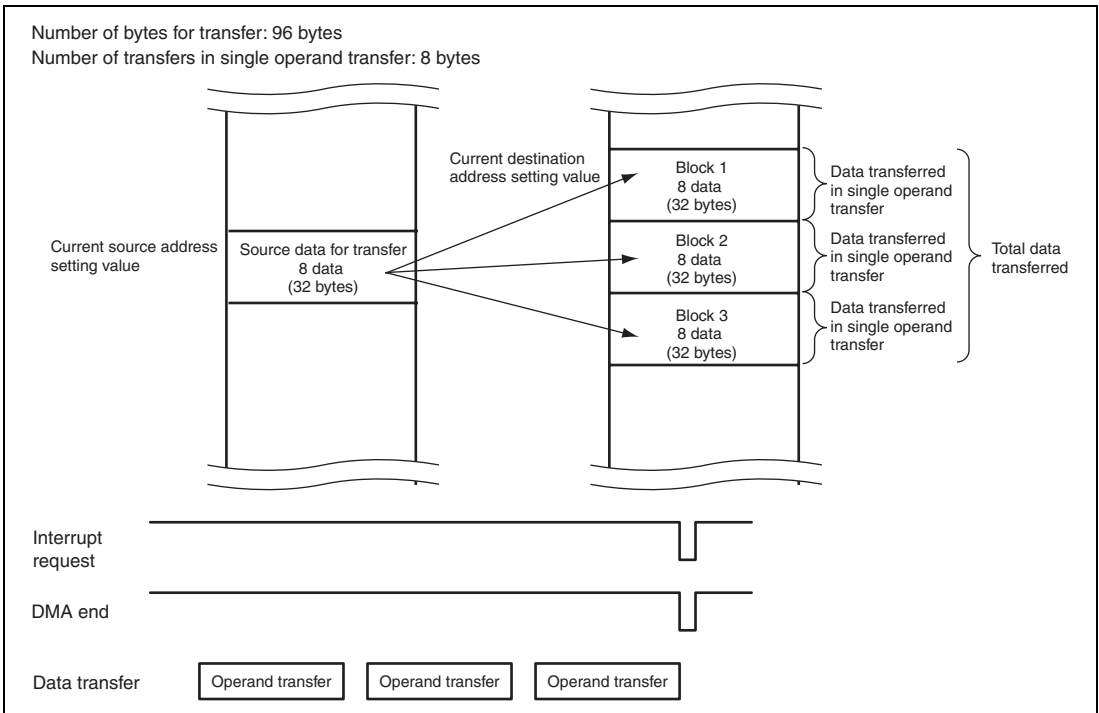 Number of bytes for transfer: 96 bytes
Number of transfers in single operand transfer: 8 bytes
Current source address
setting value
Source data for transfer
8 data
(32 bytes)
Current destination
address setting value
Block 1
8 data
(32 bytes)
Data transferred
in single operand
transfer
Block 2
8 data
(32 bytes)
Data transferred
in single operand
transfer
Block 3
8 data
(32 bytes)
Data transferred
in single operand
transfer
Total data
transferred
Interrupt
request
DMA end
Data transfer
Operand transfer
Operand transfer
Operand transfer